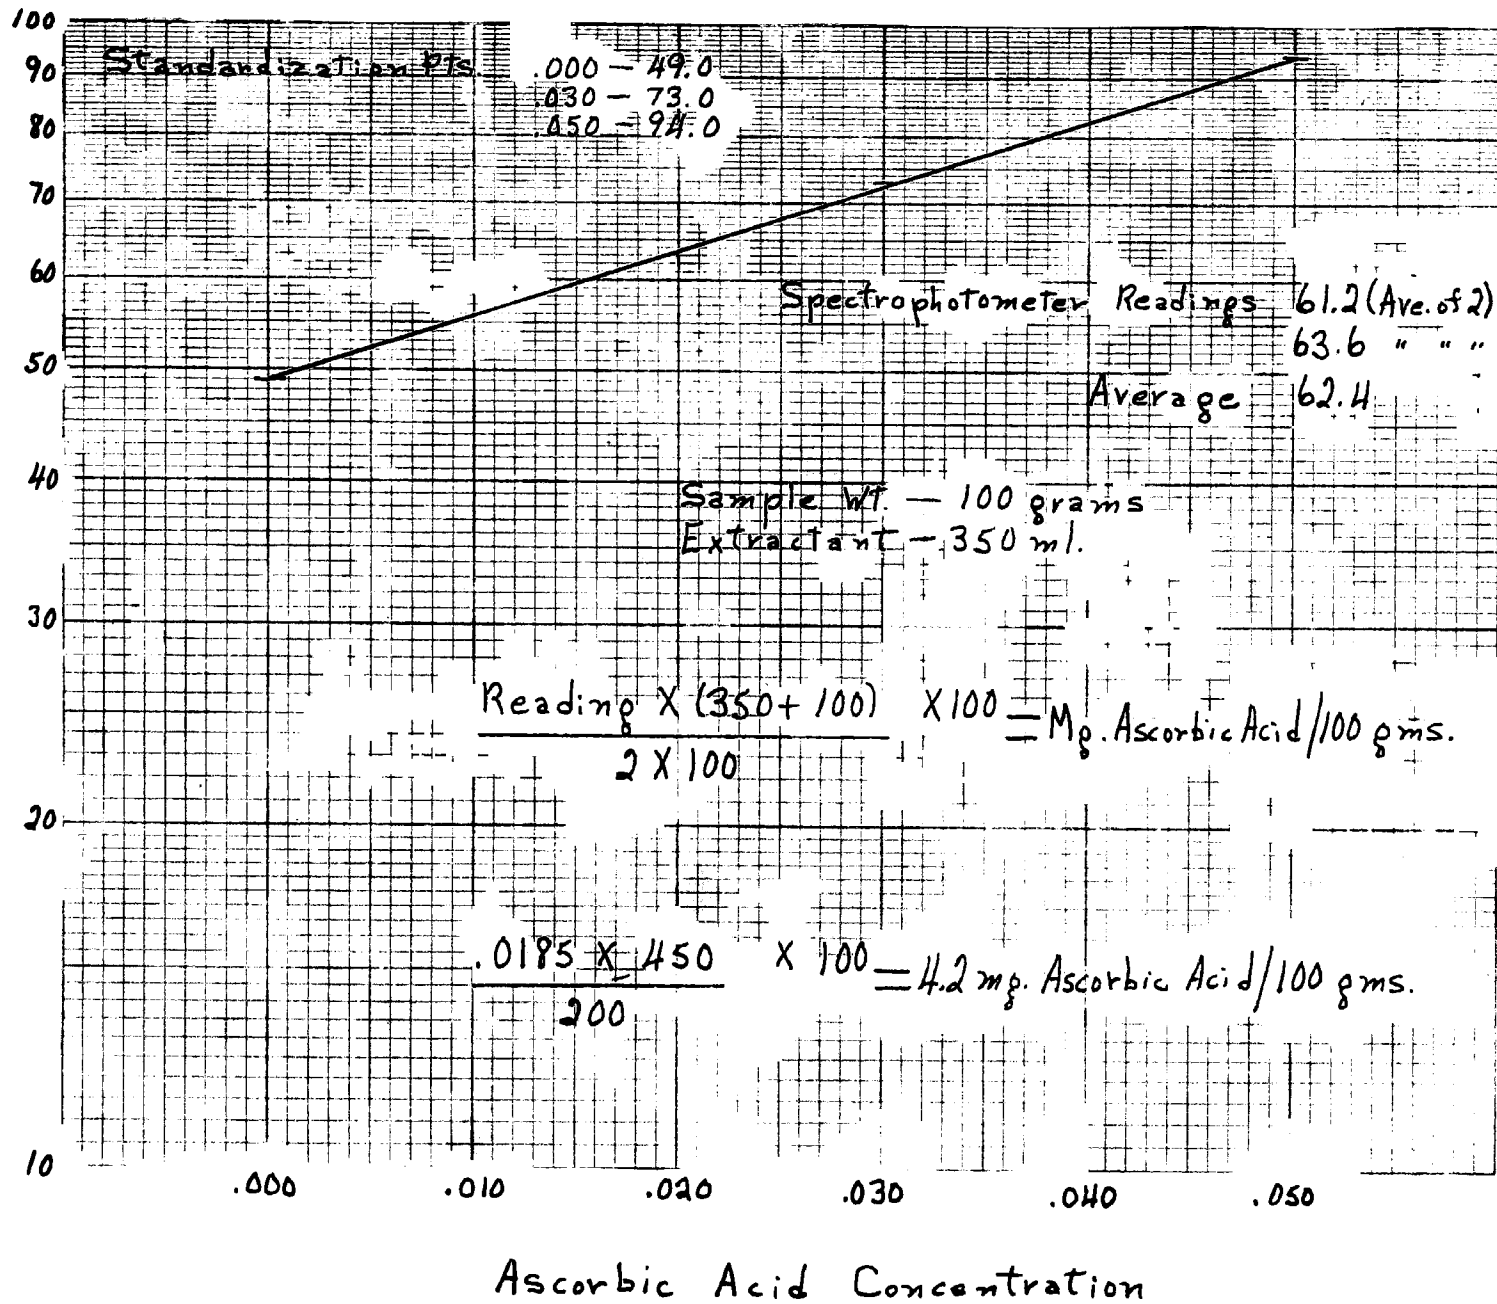 100
90
80
70
60
50
40
30
20
10
Standardization Pts. .000 — 49.0
.030 — 73.0
.050 — 94.0
Spectrophotometer Readings 61.2 (Ave. of 2)
63.6 " " "
Average 62.4
Sample Wt. — 100 grams
Extractant — 350 ml.
Reading X (350 + 100) X 100 = Mg. Ascorbic Acid/100 gms.
2 X 100
.0185 X 450 X 100 = 4.2 mg. Ascorbic Acid/100 gms.
200
.000 .010 .020 .030 .040 .050
Ascorbic Acid Concentration